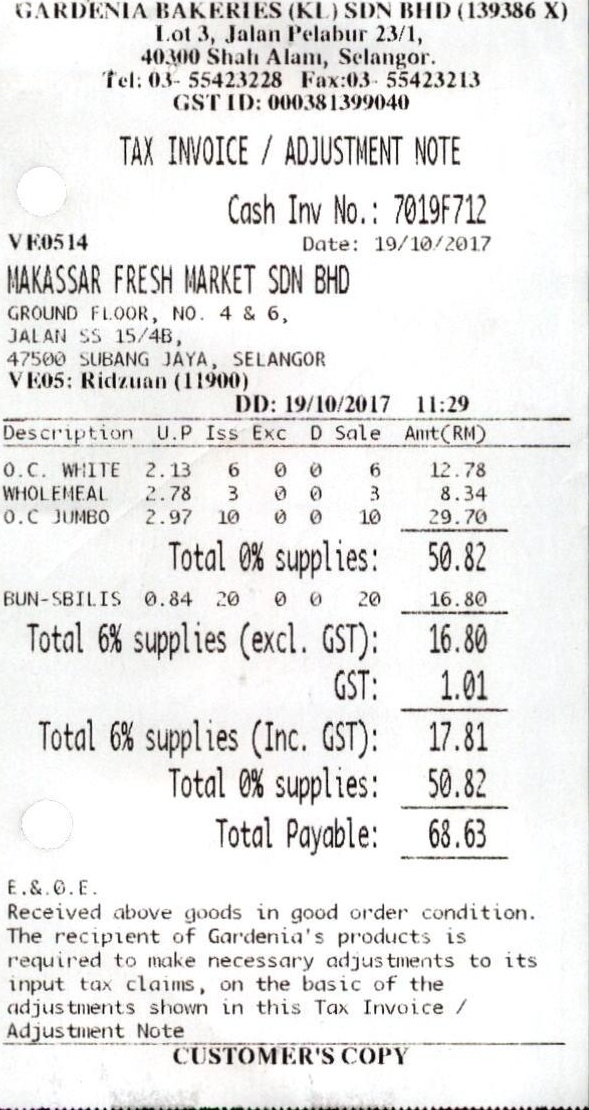 GARDENIA BAKERIES (KL) SDN BHD (139386 X)
Lot 3, Jalan Pelabur 23/1,
40300 Shah Alam, Selangor.
Tel: 03- 55423228 Fax:03- 55423213
GST ID: 000381399040
TAX INVOICE / ADJUSTMENT NOTE
Cash Inv No.: 7019F712
VE0514 Date: 19/10/2017
MAKASSAR FRESH MARKET SDN BHD
GROUND FLOOR, NO. 4 & 6,
JALAN SS 15/4B,
47500 SUBANG JAYA, SELANGOR
VE05: Ridzuan (11900)
DD: 19/10/2017 11:29
Description U.P Iss Exc D Sale Amt(RM)
O.C. WHITE 2.13 6 0 0 6 12.78
WHOLEMEAL 2.78 3 0 0 3 8.34
O.C JUMBO 2.97 10 0 0 10 29.70
Total 0% supplies: 50.82
BUN-SBILIS 0.84 20 0 0 20 16.80
Total 6% supplies (excl. GST): 16.80
GST: 1.01
Total 6% supplies (Inc. GST): 17.81
Total 0% supplies: 50.82
Total Payable: 68.63
E.&.O.E.
Received above goods in good order condition.
The recipient of Gardenia's products is
required to make necessary adjustments to its
input tax claims, on the basic of the
adjustments shown in this Tax Invoice /
Adjustment Note
CUSTOMER'S COPY